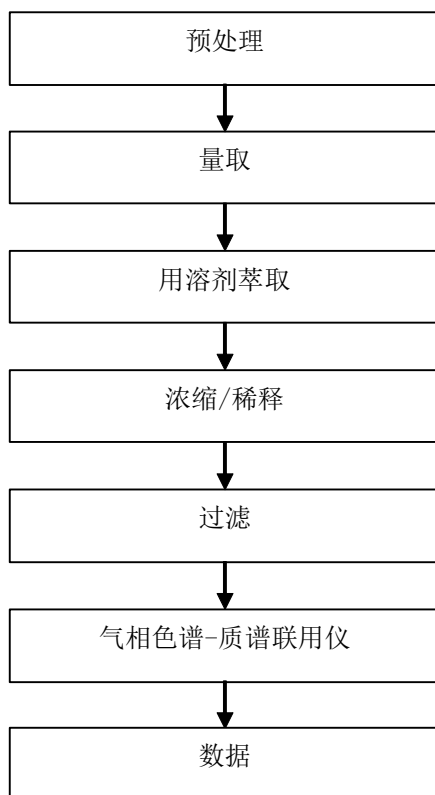 预处理
量取
用溶剂萃取
浓缩/稀释
过滤
气相色谱-质谱联用仪
数据